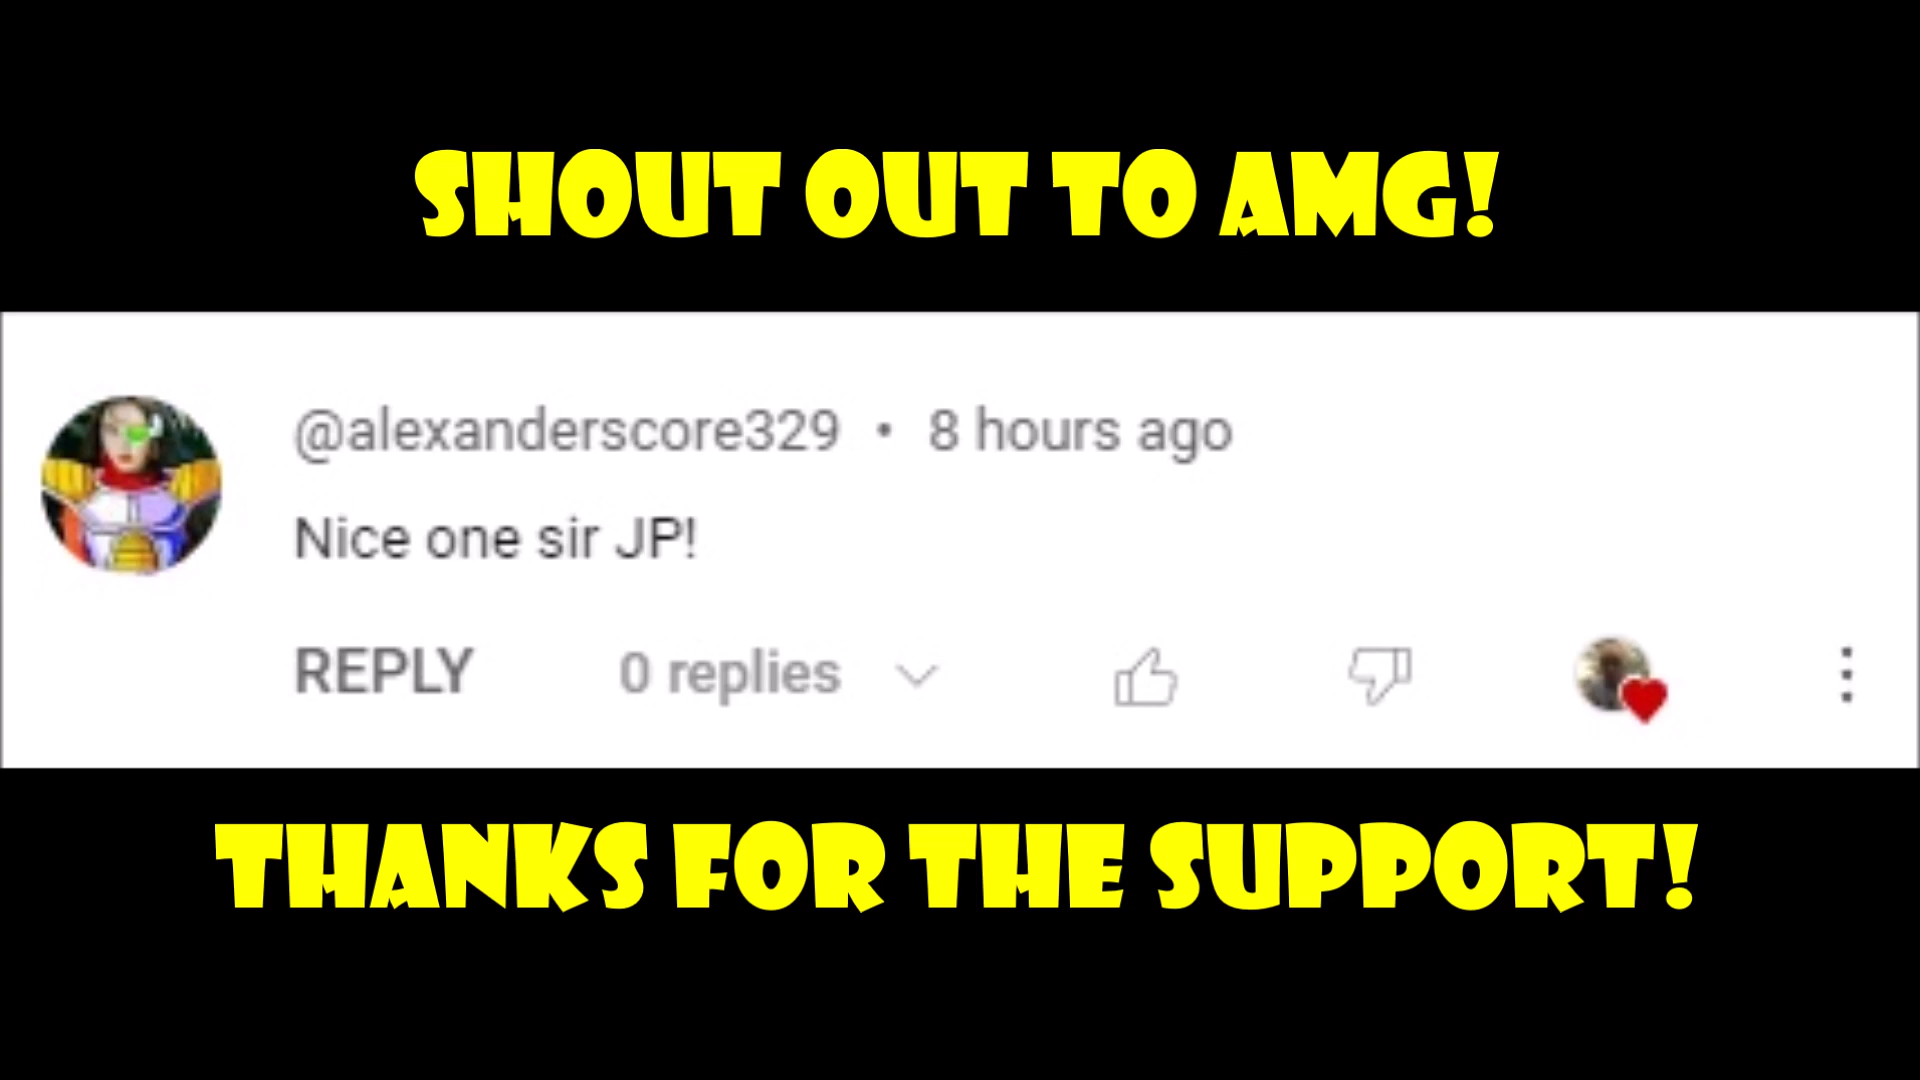 SHOUT OUT TO AMG!
@alexanderscore329 • 8 hours ago
Nice one sir JP!
REPLY 0 replies
THANKS FOR THE SUPPORT!